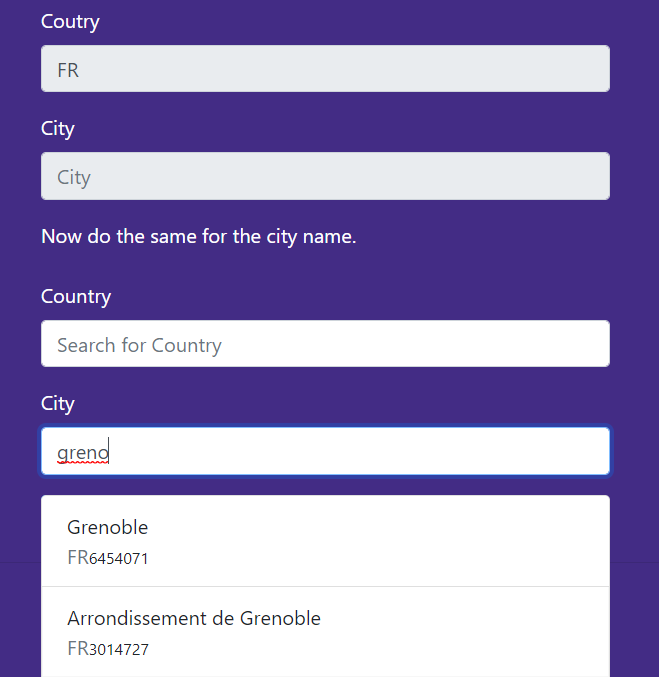 Coutry
FR
City
City
Now do the same for the city name.
Country
Search for Country
City
greno
Grenoble
FR6454071
Arrondissement de Grenoble
FR3014727